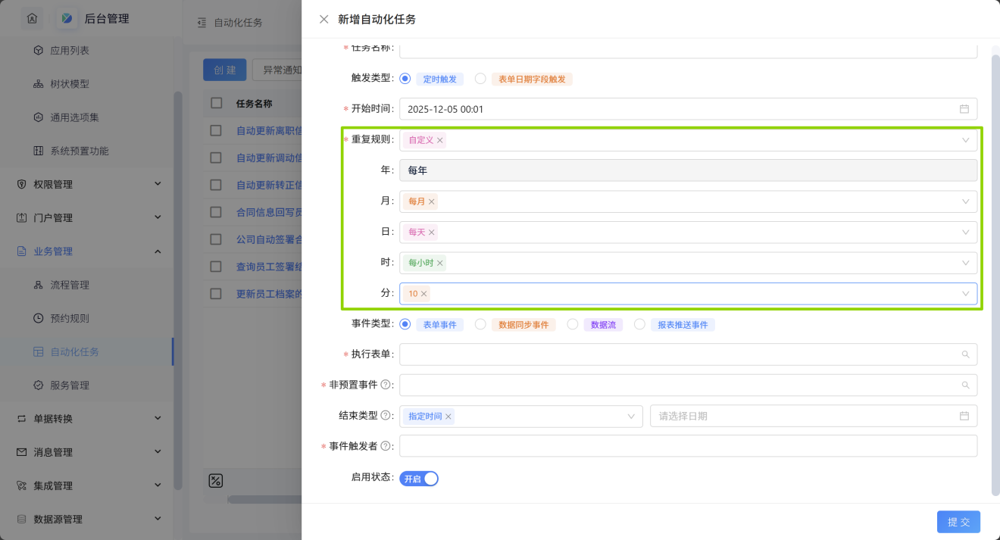 后台管理
应用列表
树状模型
通用选项集
系统预置功能
权限管理
门户管理
业务管理
流程管理
预约规则
自动化任务
服务管理
单据转换
消息管理
集成管理
数据源管理
自动化任务
创 建
异常通知
任务名称
自动更新离职信
自动更新调动信
自动更新转正信
合同信息回写员
公司自动签署合
查询员工签署结
更新员工档案的
新增自动化任务
* 任务名称:
触发类型: 定时触发 表单日期字段触发
* 开始时间: 2025-12-05 00:01
* 重复规则: 自定义 ×
年: 每年
月: 每月 ×
日: 每天 ×
时: 每小时 ×
分: 10 ×
事件类型: 表单事件 数据同步事件 数据流 报表推送事件
* 执行表单:
* 非预置事件 ? :
结束类型 ? : 指定时间 × 请选择日期
* 事件触发者 ? :
启用状态: 开启
提 交